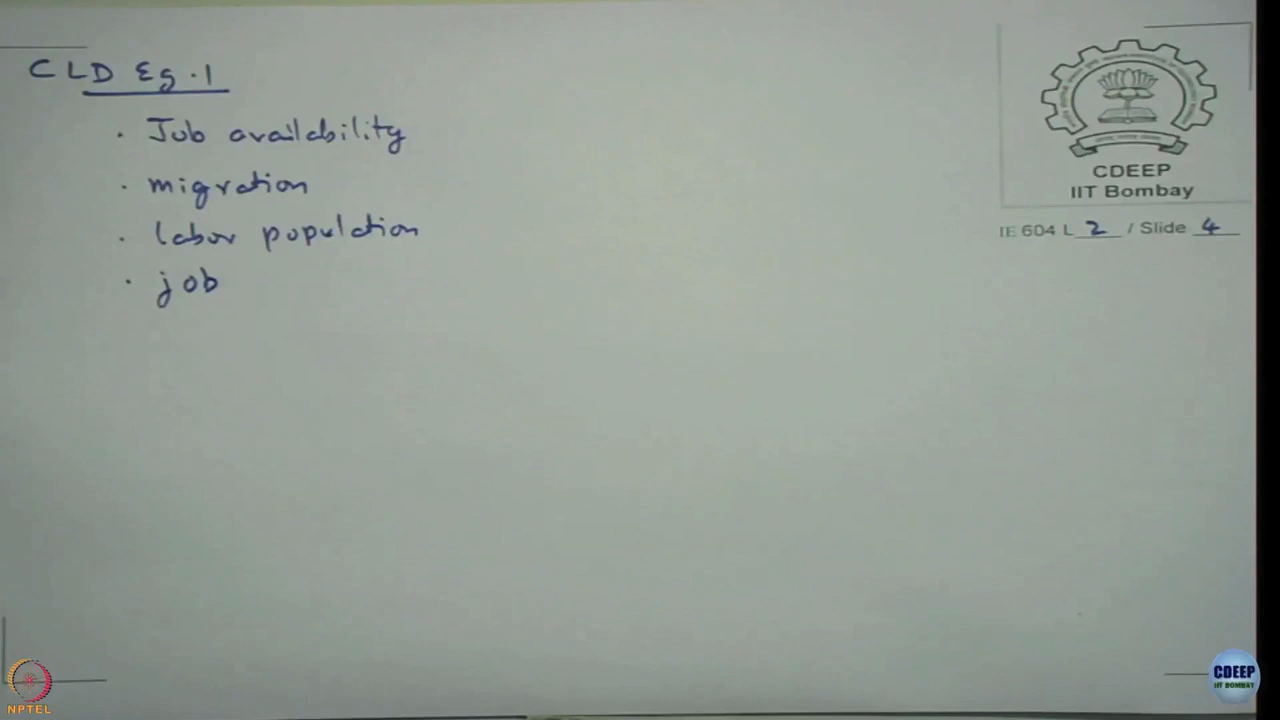 CLD Eg.1
· Job availability
· migration
· labor population
· job
CDEEP
IIT Bombay
IE 604 L 2 / Slide 4
NPTEL
CDEEP
IIT BOMBAY